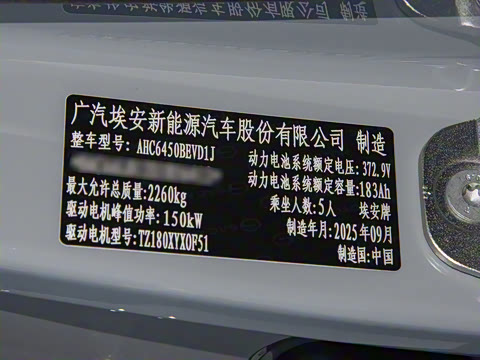 广汽埃安新能源汽车股份有限公司 制造
整车型号: AHC6450BEVD1J
动力电池系统额定电压: 372.9V
动力电池系统额定容量: 183Ah
最大允许总质量: 2260kg
乘坐人数: 5人 埃安牌
驱动电机峰值功率: 150kW
制造年月: 2025年09月
驱动电机型号: TZ180XYX0F51
制造国: 中国